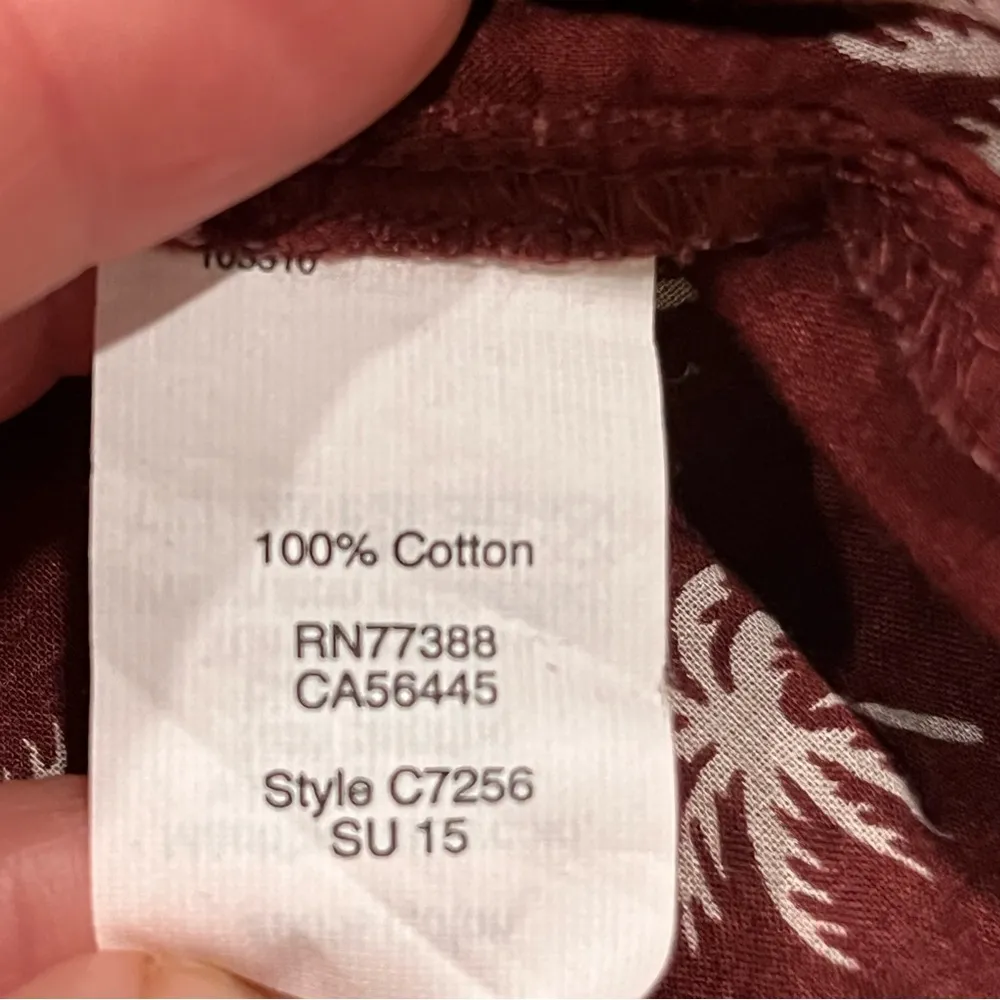 100% Cotton
RN77388
CA56445
Style C7256
SU 15